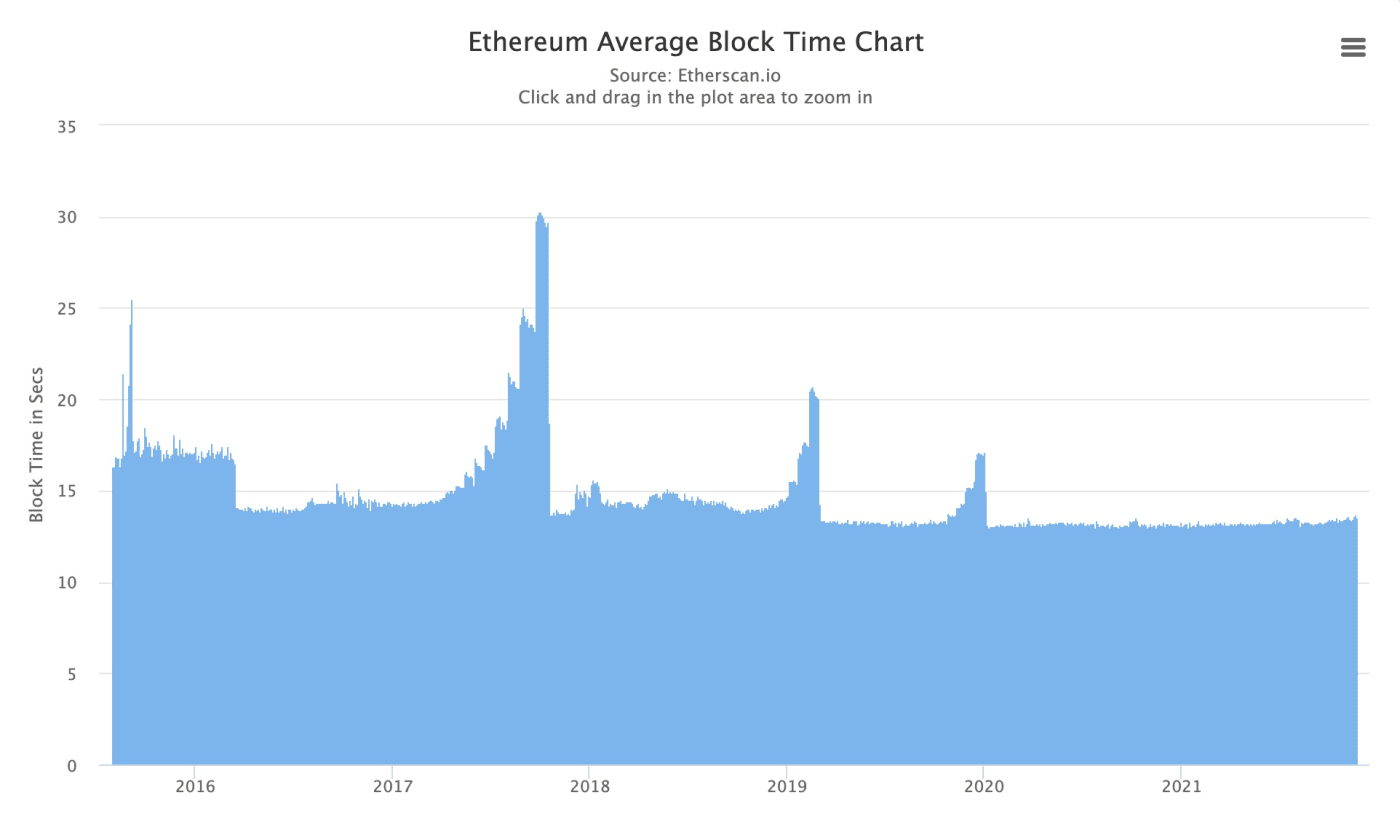 Ethereum Average Block Time Chart
Source: Etherscan.io
Click and drag in the plot area to zoom in
Block Time in Secs
35
30
25
20
15
10
5
0
2016 2017 2018 2019 2020 2021